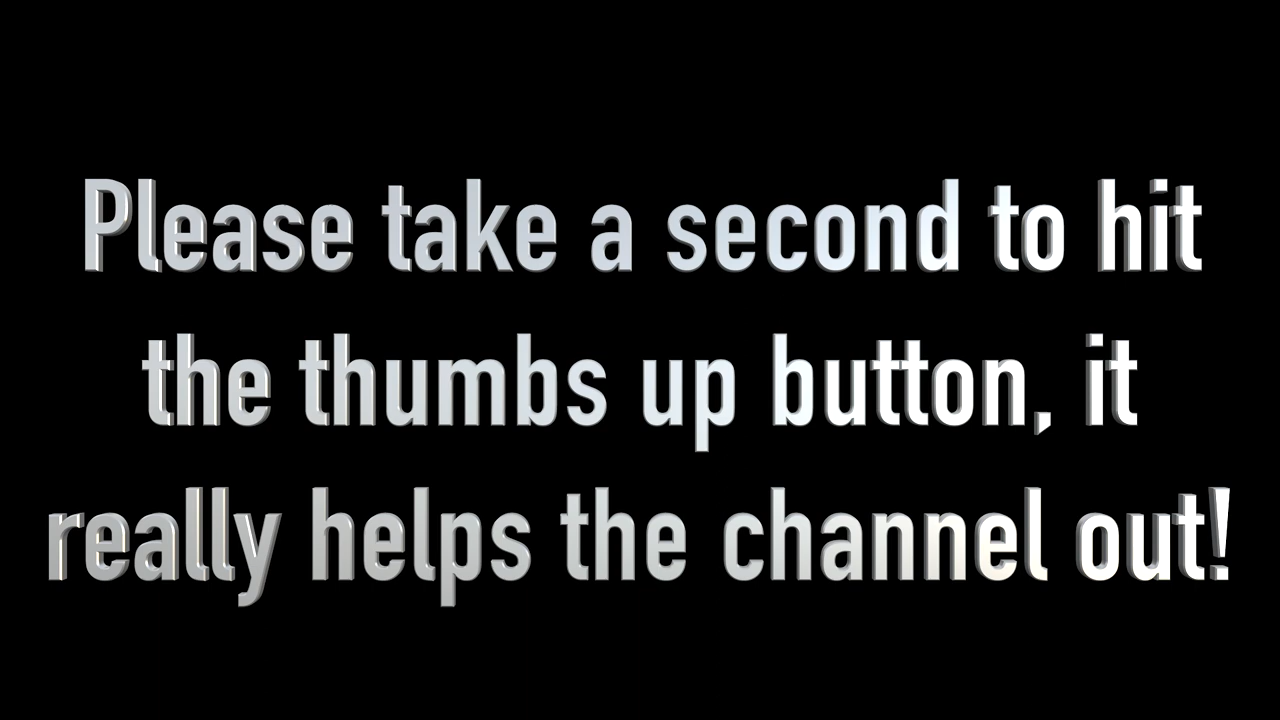 Please take a second to hit
the thumbs up button, it
really helps the channel out!